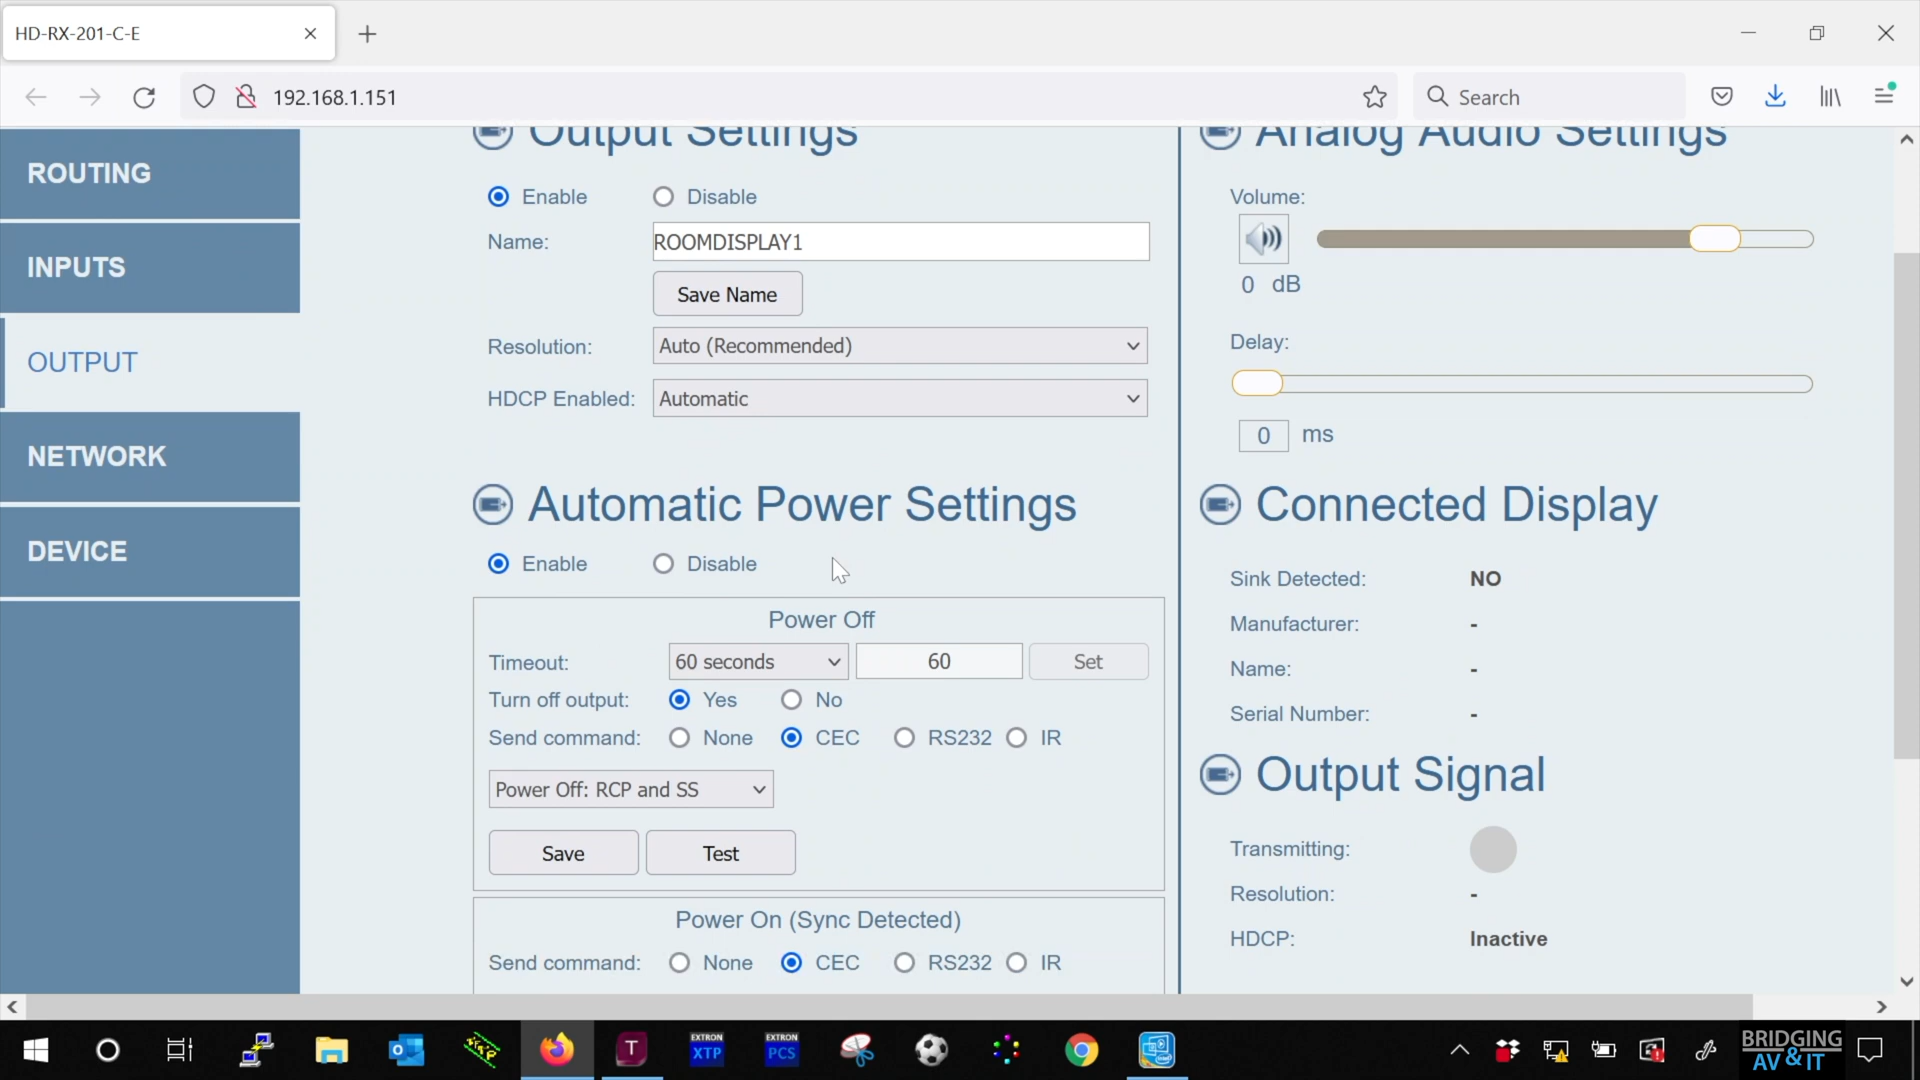 HD-RX-201-C-E
192.168.1.151
Search
ROUTING
INPUTS
OUTPUT
NETWORK
DEVICE
Output Settings
Enable Disable
Name: ROOMDISPLAY1
Save Name
Resolution: Auto (Recommended)
HDCP Enabled: Automatic
Automatic Power Settings
Enable Disable
Power Off
Timeout: 60 seconds 60 Set
Turn off output: Yes No
Send command: None CEC RS232 IR
Power Off: RCP and SS
Save Test
Power On (Sync Detected)
Send command: None CEC RS232 IR
Analog Audio Settings
Volume:
0 dB
Delay:
0 ms
Connected Display
Sink Detected: NO
Manufacturer: -
Name: -
Serial Number: -
Output Signal
Transmitting:
Resolution: -
HDCP: Inactive
T
EXTRON
XTP
EXTRON
PCS
BRIDGING
AV&IT